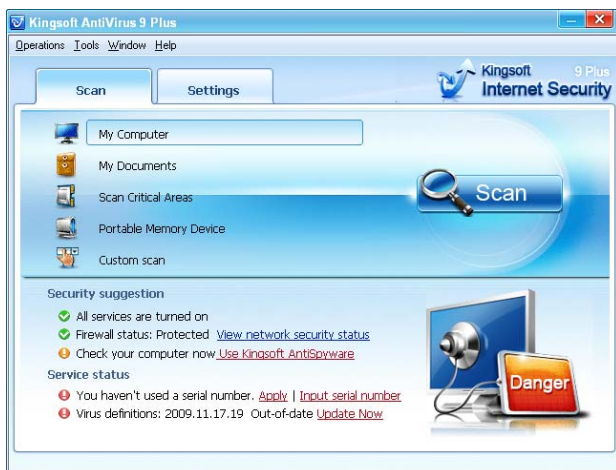 Kingsoft AntiVirus 9 Plus
Operations Tools Window Help
Scan Settings
Kingsoft 9 Plus
Internet Security
My Computer
My Documents
Scan Critical Areas
Portable Memory Device
Custom scan
Scan
Security suggestion
All services are turned on
Firewall status: Protected View network security status
Check your computer now Use Kingsoft AntiSpyware
Service status
You haven't used a serial number. Apply | Input serial number
Virus definitions: 2009.11.17.19 Out-of-date Update Now
Danger